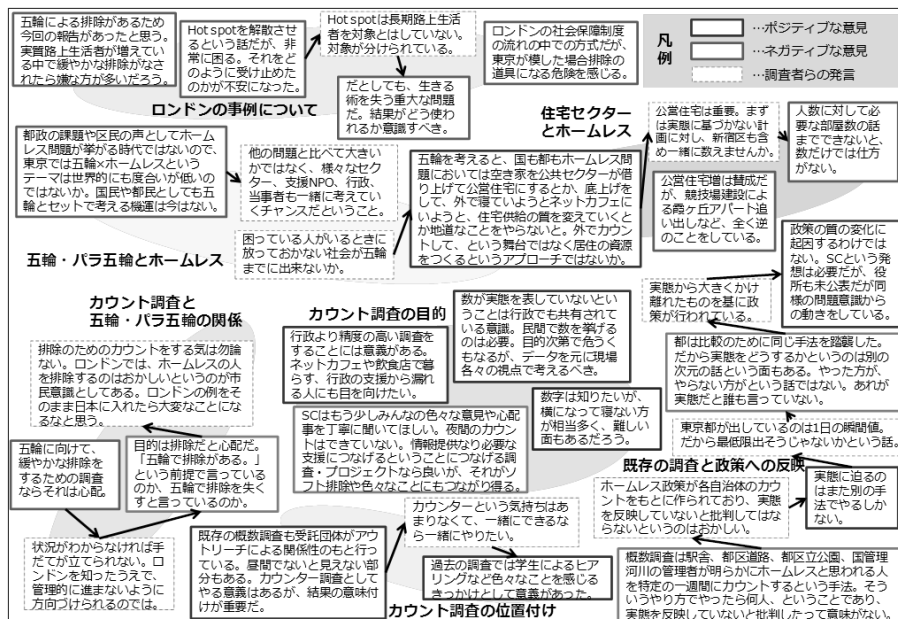 五輪による排除があるため
今回の報告があったと思う。
実質路上生活者が増えている
中で緩やかな排除がなされ
たら嫌な方が多いだろう。
Hot spotを解散させ
るという話だが、非
常に困る。それをど
のように受け止めた
のかが不安になった。
Hot spotは長期路上生活
者を対象とはしていない。
対象が分けられている。
ロンドンの社会保障制度
の流れの中での方式だが、
東京が模した場合排除の
道具になる危険を感じる。
だとしても、生きる
術を失う重大な問題
だ。結果がどう使わ
れるか意識すべき。
ロンドンの事例について
凡例
…ポジティブな意見
…ネガティブな意見
…調査者らの発言
住宅セクター
とホームレス
公営住宅は重要。まず
は実態に基づかない計
画に対し、新宿区も含
め一緒に数えませんか。
人数に対して必
要な部屋数の話
までできないと、
数だけでは仕方
がない。
公営住宅増は賛成だ
が、競技場建設によ
る霞ヶ丘アパート追
い出しなど、全く逆
のことをしている。
都政の課題や区民の声としてホーム
レス問題が挙がる時代ではないので、
東京では五輪×ホームレスという
テーマは世界的にも度合いが低いの
ではないか。国民や都民としても五
輪とセットで考える機運は今はない。
他の問題と比べて大きい
かではなく、様々なセク
ター、支援NPO、行政、
当事者も一緒に考えてい
くチャンスだということ。
困っている人がいるときに
放っておかない社会が五輪
までに出来ないか。
五輪を考えると、国も都もホームレス問
題においては空き家を公共セクターが借
り上げて公営住宅にするとか、底上げを
して、外で寝ていようとネットカフェに
いようと、住宅供給の質を変えていくと
か地道なことをやらないと。外でカウン
トして、という舞台ではなく居住の資源
をつくるというアプローチではないか。
五輪・パラ五輪とホームレス
政策の質の変化に
起因するわけでは
ない。SCという発
想は必要だが、役
所も未公表だが同
様の問題意識から
の動きをしている。
実態から大きくかけ
離れたものを基に政
策が行われている。
都は比較のために同じ手法を踏襲した。
だから実態をどうするかというのは別の
次元の話という面もある。やった方が、
やらない方がという話ではない。あれが
実態だと誰も言っていない。
東京都が出しているのは1日の瞬間値。
だから最低限出そうじゃないかという話。
実態に迫るの
はまた別の手
法でやるしか
ない。
既存の調査と政策への反映
ホームレス政策が各自治体のカウ
ントをもとに作られており、実態
を反映していないと批判してはな
らないというのはおかしい。
概数調査は駅舎、都区道路、都区立公園、国管理
河川の管理者が明らかにホームレスと思われる人
を特定の一週間にカウントするという手法。そう
いうやり方でやったら何人、ということであり、
実態を反映していないと批判したって意味がない。
カウント調査と
五輪・パラ五輪の関係
排除のためのカウントをする気は勿論
ない。ロンドンでは、ホームレスの人
を排除するのはおかしいというのが市
民意識としてある。ロンドンの例をそ
のまま日本に入れたら大変なことにな
るなと思う。
五輪に向けて、
緩やかな排除を
するための調査
ならそれは心配。
目的は排除だと心配だ。
「五輪で排除がある。」
という前提で言っている
のか、五輪で排除を失く
すと言っているのか。
状況がわからなければ手
だてが立てられない。ロ
ンドンを知ったうえで、
管理的に進まないように
方向づけられるのでは。
カウント調査の目的
行政より精度の高い調査を
することには意義がある。
ネットカフェや飲食店で暮
らす、行政の支援から漏れ
る人にも目を向けたい。
数が実態を表していないとい
うことは行政でも共有されて
いる意識。民間で数を挙げる
のは必要。目的次第で危うく
もなるが、データを元に現場
各々の視点で考えるべき。
SCはもう少しみんなの色々な意見や心配
事を丁寧に聞いてほしい。夜間のカウン
トはできていない。情報提供なり必要な
支援につなげるということにつなげる調
査・プロジェクトなら良いが、それがソ
フト排除や色々なことにもつながり得る。
数字は知りたいが、
横になって寝ない方
が相当多く、難しい
面もあるだろう。
カウンターという気持ちはあ
まりなくて、一緒にできるな
ら一緒にやりたい。
既存の概数調査も受託団体がアウト
リーチによる関係性のもと行ってい
る。昼間でないと見えない部分もあ
る。カウンター調査としてやる意義
はあるが、結果の意味付けが重要だ。
過去の調査では学生によるヒア
リングなど色々なことを感じる
きっかけとして意義があった。
カウント調査の位置付け